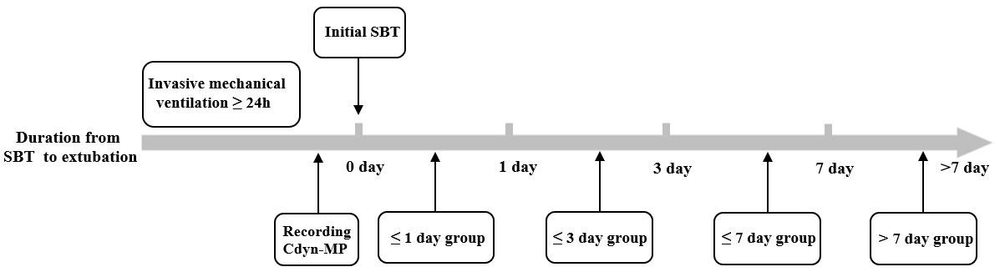 Initial SBT
Invasive mechanical
ventilation ≥ 24h
Duration from
SBT to extubation
0 day
1 day
3 day
7 day
>7 day
Recording
Cdyn-MP
≤ 1 day group
≤ 3 day group
≤ 7 day group
> 7 day group